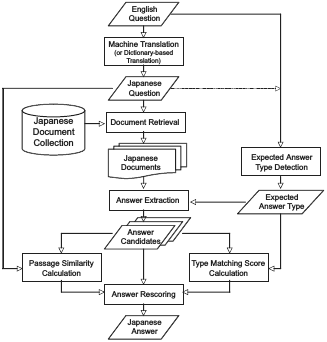 English
Question
Machine Translation
(or Dictionary-based
Translation)
Japanese
Question
Japanese
Document
Collection
Document Retrieval
Japanese
Documents
Expected Answer
Type Detection
Answer Extraction
Expected
Answer Type
Answer
Candidates
Passage Similarity
Calculation
Type Matching Score
Calculation
Answer Rescoring
Japanese
Answer